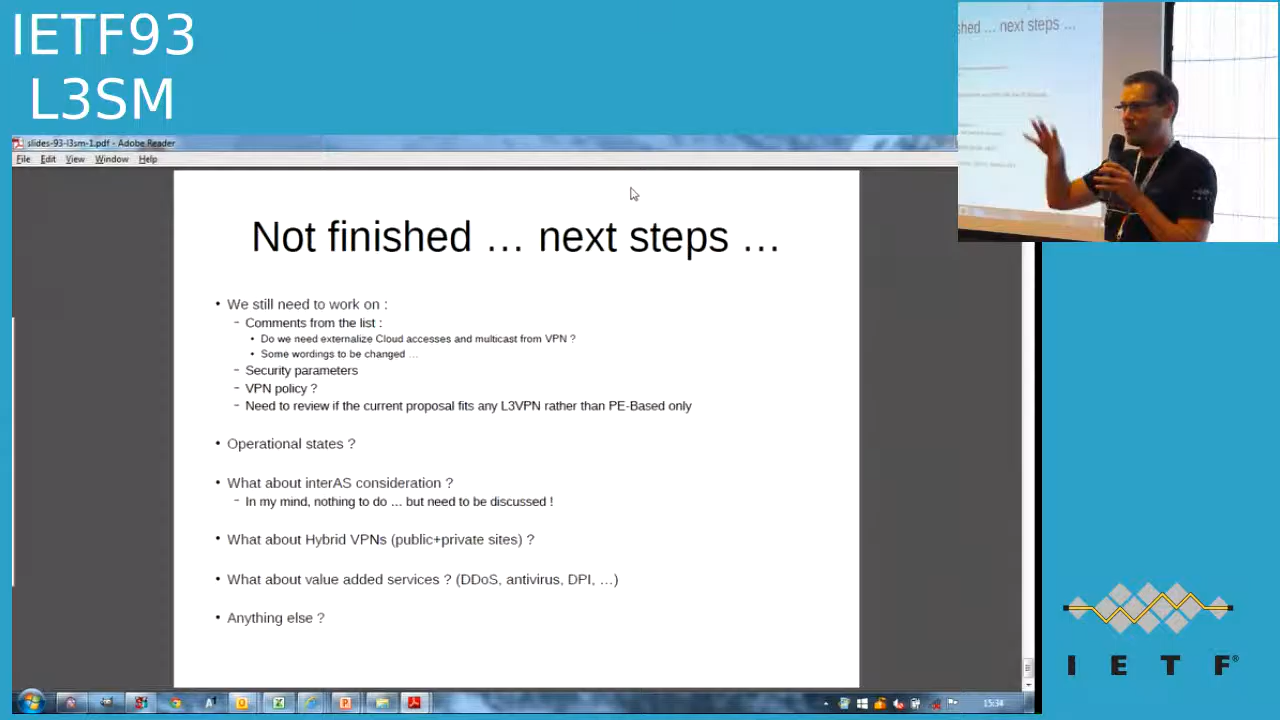 IETF93
L3SM
shed ... next steps ...
slides-93-l3sm-1.pdf - Adobe Reader
File Edit View Window Help
Not finished … next steps …
• We still need to work on :
– Comments from the list :
• Do we need externalize Cloud accesses and multicast from VPN ?
• Some wordings to be changed …
– Security parameters
– VPN policy ?
– Need to review if the current proposal fits any L3VPN rather than PE-Based only
• Operational states ?
• What about interAS consideration ?
– In my mind, nothing to do … but need to be discussed !
• What about Hybrid VPNs (public+private sites) ?
• What about value added services ? (DDoS, antivirus, DPI, …)
• Anything else ?
15:34
I E T F®